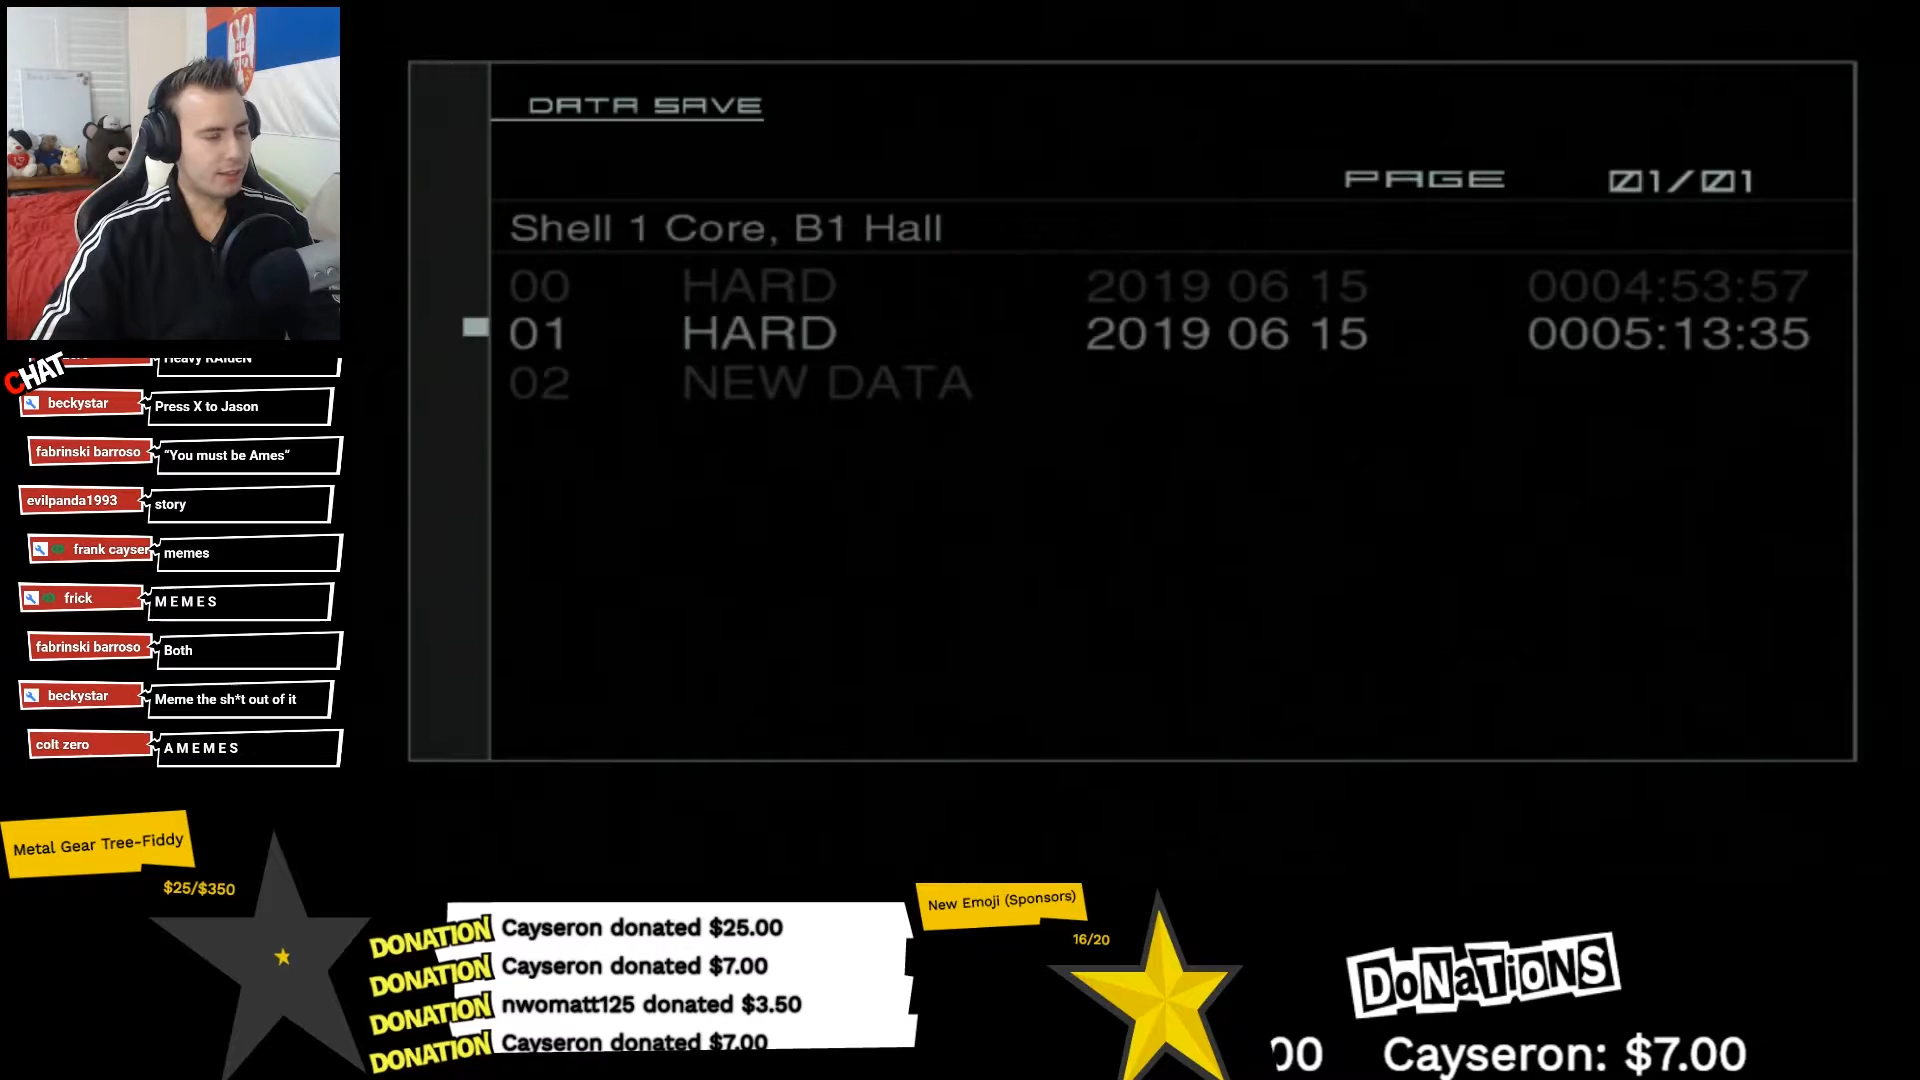 DATA SAVE
PAGE 01/01
Shell 1 Core, B1 Hall
00 HARD 2019 06 15 0004:53:57
01 HARD 2019 06 15 0005:13:35
02 NEW DATA
CHAT
Heavy RAIdeN
beckystar Press X to Jason
fabrinski barroso "You must be Ames"
evilpanda1993 story
frank cayser memes
frick M E M E S
fabrinski barroso Both
beckystar Meme the sh*t out of it
colt zero A M E M E S
Metal Gear Tree-Fiddy
$25/$350
DONATION Cayseron donated $25.00
DONATION Cayseron donated $7.00
DONATION nwomatt125 donated $3.50
DONATION Cayseron donated $7.00
New Emoji (Sponsors)
16/20
DoNaTioNS
00 Cayseron: $7.00